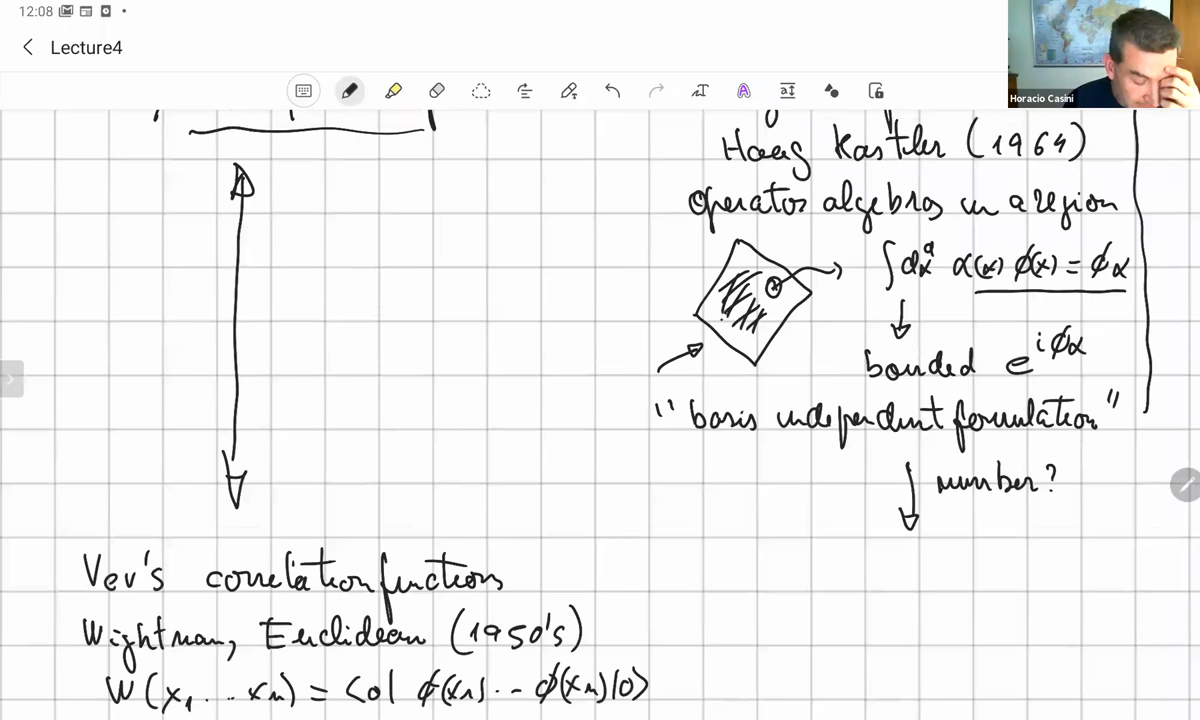 12:08
Lecture4
Horacio Casini
Haag Kastler (1964)
operator algebras in a region
∫ dx^d α(x) φ(x) = φα
bounded e^{iφα}
"basis independent formulation"
number?
Vev's correlation functions
Wightman, Euclidean (1950's)
W(x₁...xₙ) = <0| φ(x₁)... φ(xₙ)|0>